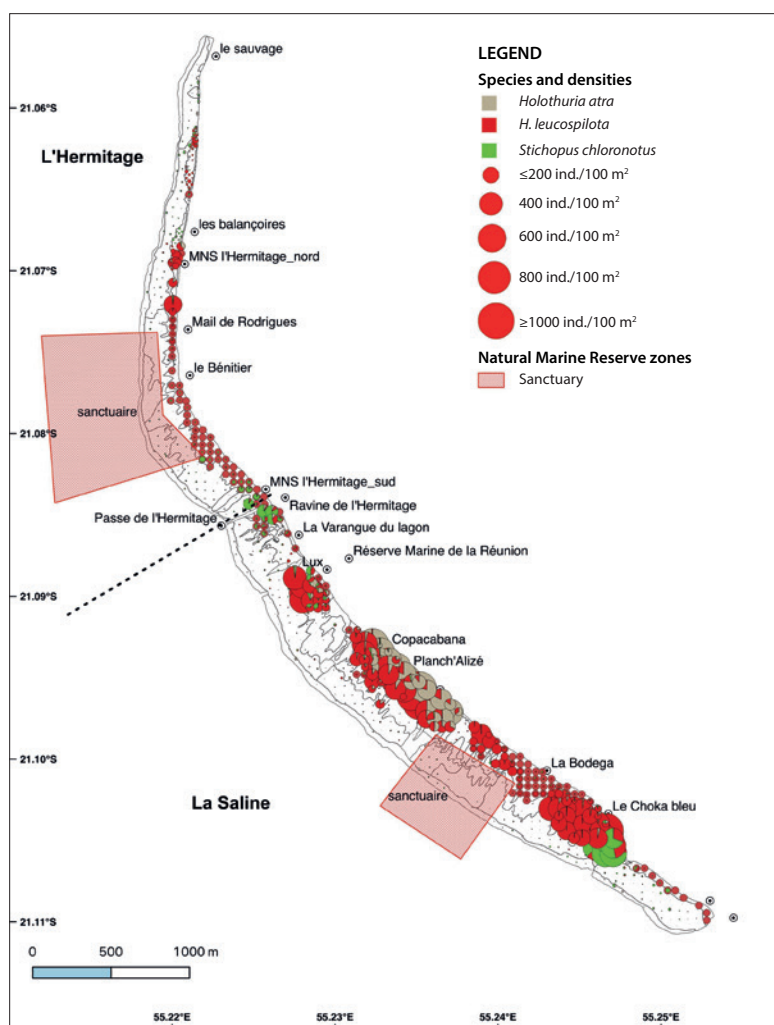 le sauvage
LEGEND
Species and densities
Holothuria atra
H. leucospilota
Stichopus chloronotus
≤200 ind./100 m²
400 ind./100 m²
600 ind./100 m²
800 ind./100 m²
≥1000 ind./100 m²
Natural Marine Reserve zones
Sanctuary
21.06°S
L'Hermitage
les balançoires
MNS l'Hermitage_nord
21.07°S
Mail de Rodrigues
le Bénitier
sanctuaire
21.08°S
MNS l'Hermitage_sud
Ravine de l'Hermitage
Passe de l'Hermitage
La Varangue du lagon
Réserve Marine de la Réunion
Lux
21.09°S
Copacabana
Planch'Alizé
21.10°S
La Bodega
La Saline
sanctuaire
Le Choka bleu
21.11°S
0 500 1000 m
55.22°E 55.23°E 55.24°E 55.25°E